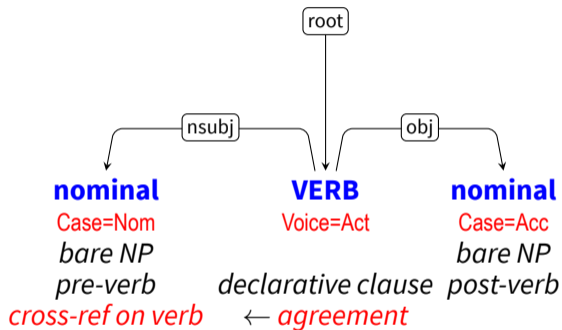 root
nsubj obj
nominal VERB nominal
Case=Nom Voice=Act Case=Acc
bare NP bare NP
pre-verb declarative clause post-verb
cross-ref on verb ← agreement